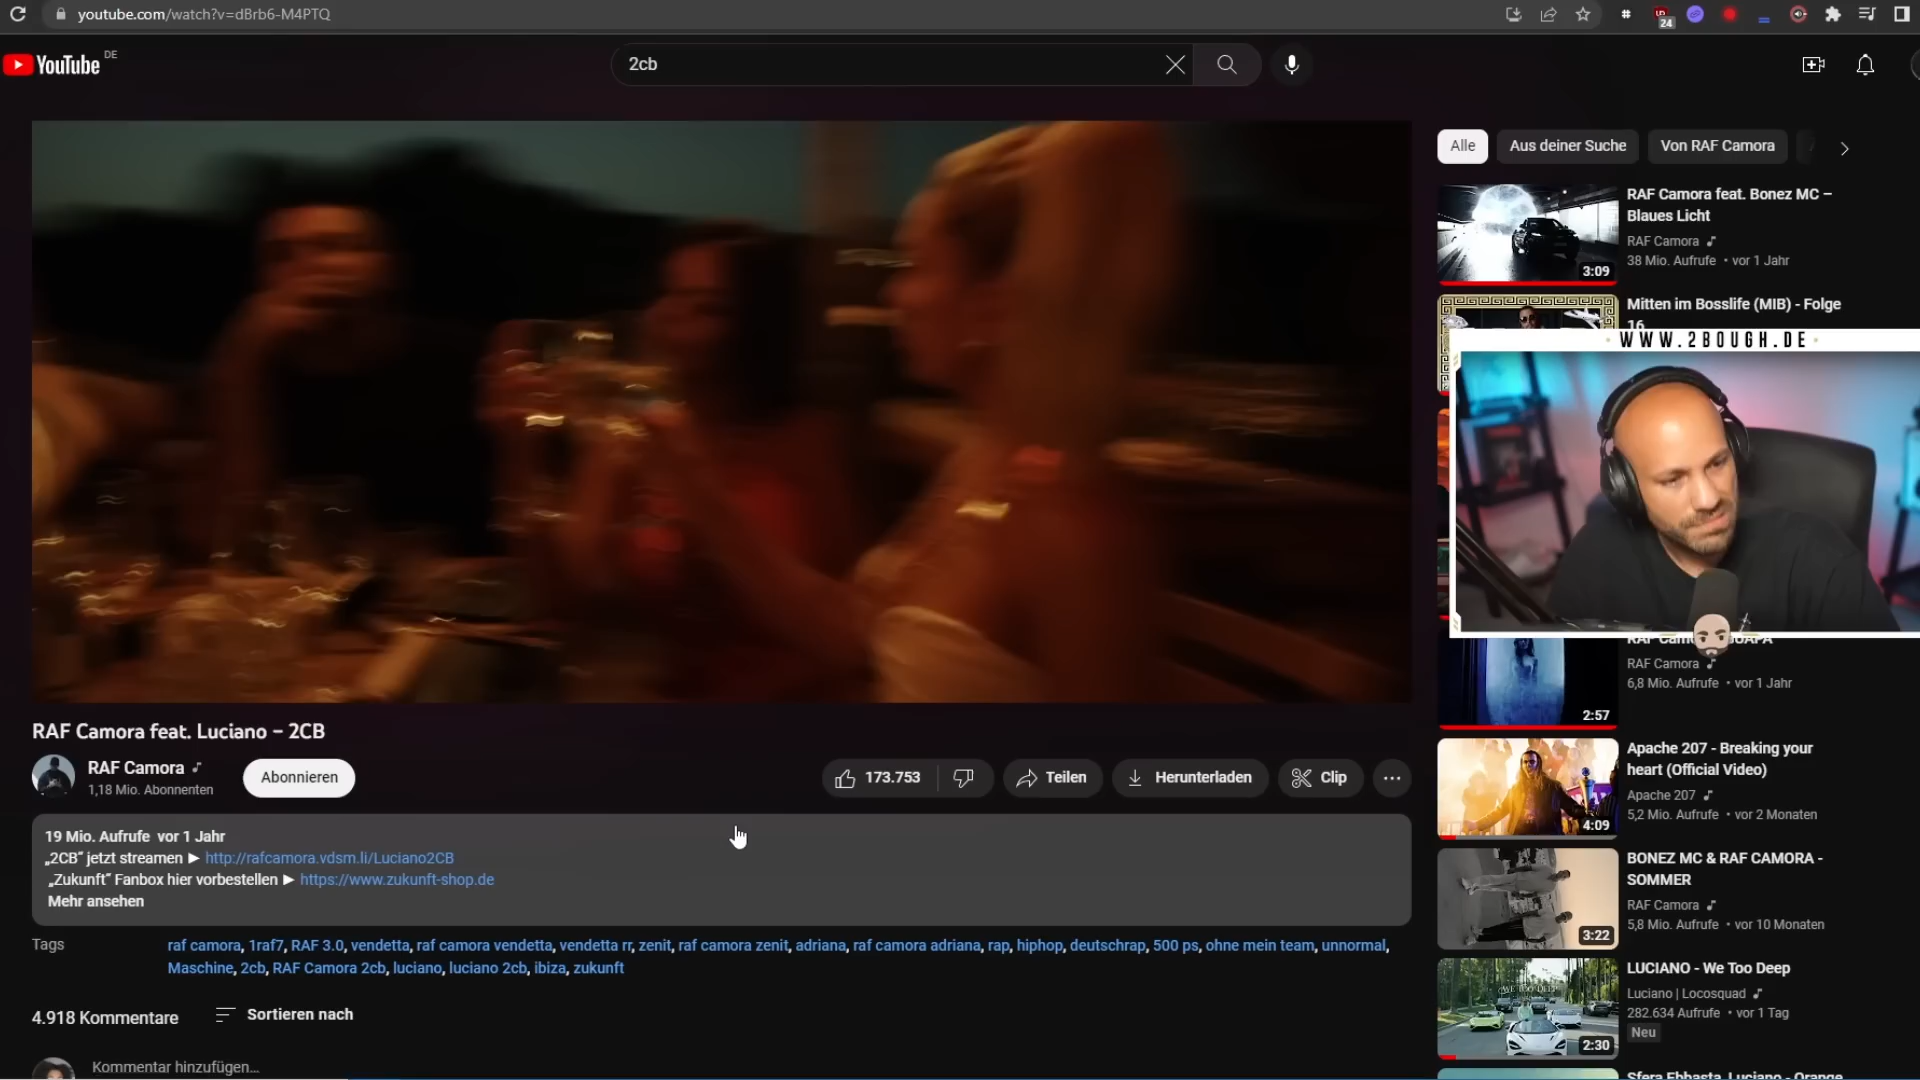 youtube.com/watch?v=dBrb6-M4PTQ
24
YouTube DE
2cb
Alle
Aus deiner Suche
Von RAF Camora
RAF Camora feat. Bonez MC –
Blaues Licht
RAF Camora
38 Mio. Aufrufe • vor 1 Jahr
3:09
Mitten im Bosslife (MIB) - Folge
16
WWW.2BOUGH.DE
RAF Camora
6,8 Mio. Aufrufe • vor 1 Jahr
2:57
Apache 207 - Breaking your
heart (Official Video)
Apache 207
5,2 Mio. Aufrufe • vor 2 Monaten
4:09
BONEZ MC & RAF CAMORA -
SOMMER
RAF Camora
5,8 Mio. Aufrufe • vor 10 Monaten
3:22
LUCIANO - We Too Deep
Luciano | Locosquad
282.634 Aufrufe • vor 1 Tag
Neu
WE TOO DEEP
2:30
Sfera Ebbasta, Luciano - Orange
RAF Camora feat. Luciano – 2CB
RAF Camora
1,18 Mio. Abonnenten
Abonnieren
173.753
Teilen
Herunterladen
Clip
19 Mio. Aufrufe vor 1 Jahr
„2CB“ jetzt streamen ► http://rafcamora.vdsm.li/Luciano2CB
„Zukunft“ Fanbox hier vorbestellen ► https://www.zukunft-shop.de
Mehr ansehen
Tags
raf camora, 1raf7, RAF 3.0, vendetta, raf camora vendetta, vendetta rr, zenit, raf camora zenit, adriana, raf camora adriana, rap, hiphop, deutschrap, 500 ps, ohne mein team, unnormal,
Maschine, 2cb, RAF Camora 2cb, luciano, luciano 2cb, ibiza, zukunft
4.918 Kommentare
Sortieren nach
Kommentar hinzufügen...